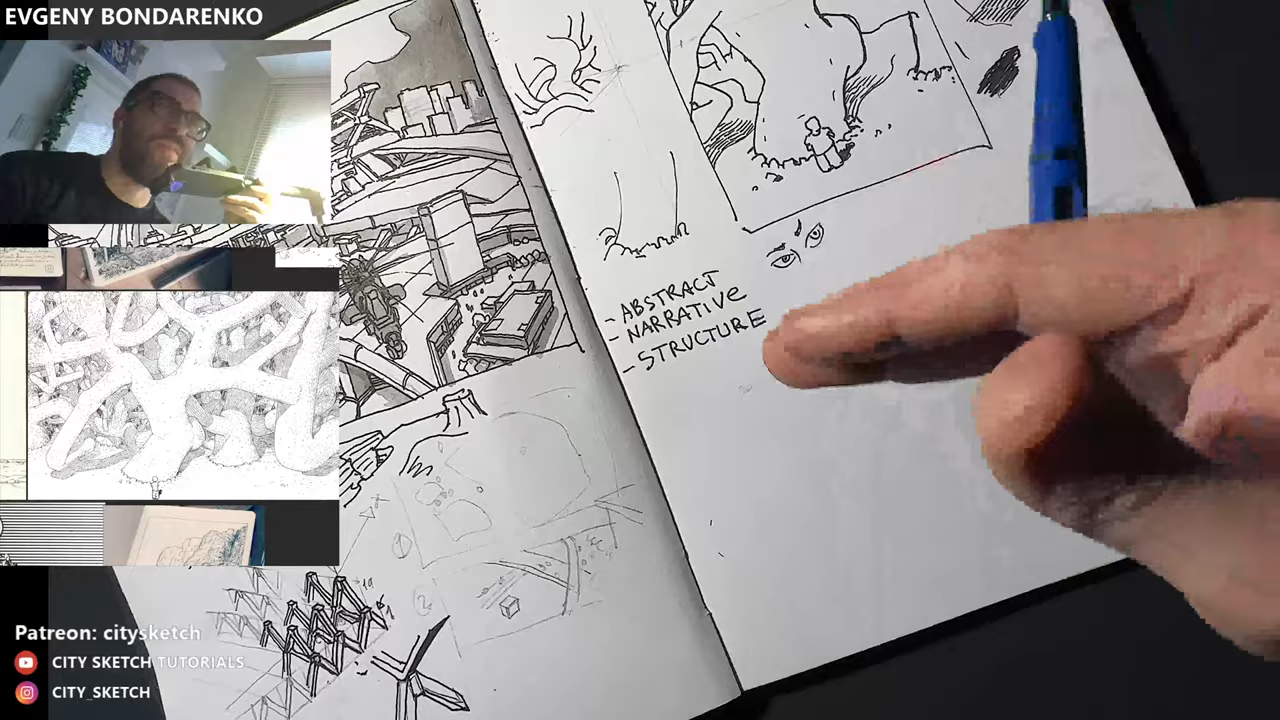 EVGENY BONDARENKO
- ABSTRACT
- NARRATIVE
- STRUCTURE
Patreon: citysketch
CITY SKETCH TUTORIALS
CITY_SKETCH